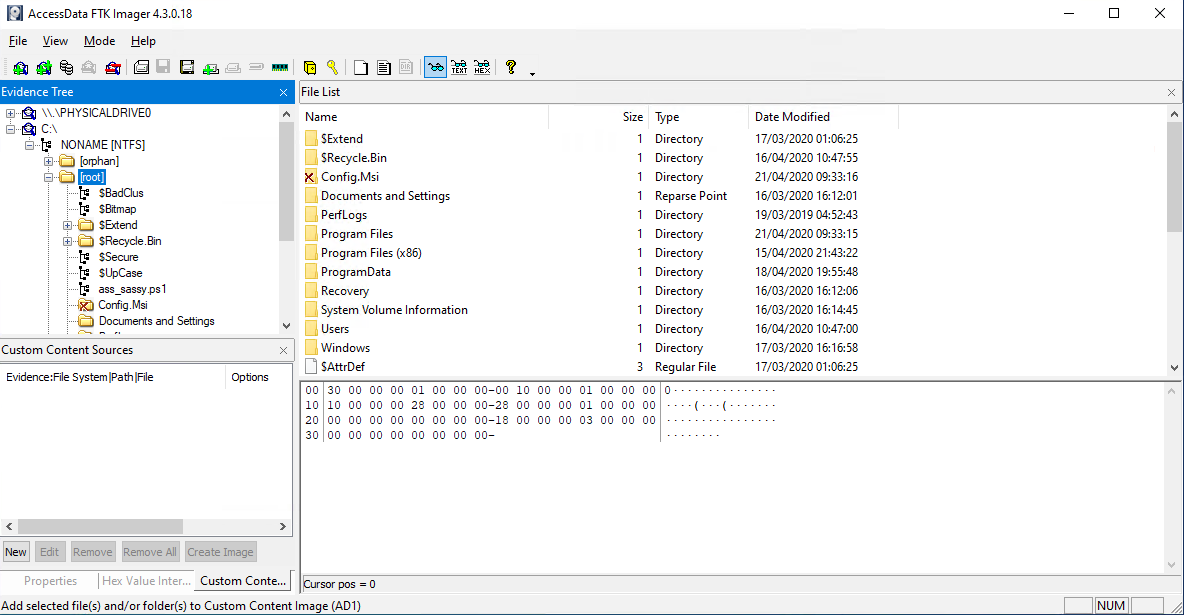 AccessData FTK Imager 4.3.0.18
File View Mode Help
TEXT HEX
Evidence Tree
\\.\PHYSICALDRIVE0
C:\
NONAME [NTFS]
[orphan]
[root]
$BadClus
$Bitmap
$Extend
$Recycle.Bin
$Secure
$UpCase
ass_sassy.ps1
Config.Msi
Documents and Settings
Custom Content Sources
Evidence:File System|Path|File Options
New Edit Remove Remove All Create Image
Properties Hex Value Inter... Custom Conte...
File List
Name Size Type Date Modified
$Extend 1 Directory 17/03/2020 01:06:25
$Recycle.Bin 1 Directory 16/04/2020 10:47:55
Config.Msi 1 Directory 21/04/2020 09:33:16
Documents and Settings 1 Reparse Point 16/03/2020 16:12:01
PerfLogs 1 Directory 19/03/2019 04:52:43
Program Files 1 Directory 21/04/2020 09:33:15
Program Files (x86) 1 Directory 15/04/2020 21:43:22
ProgramData 1 Directory 18/04/2020 19:55:48
Recovery 1 Directory 16/03/2020 16:12:06
System Volume Information 1 Directory 16/03/2020 16:14:45
Users 1 Directory 16/04/2020 10:47:00
Windows 1 Directory 17/03/2020 16:16:58
$AttrDef 3 Regular File 17/03/2020 01:06:25
00 30 00 00 00 01 00 00 00-00 10 00 00 01 00 00 00 0···············
10 10 00 00 00 28 00 00 00-28 00 00 00 01 00 00 00 ····(···(·······
20 00 00 00 00 00 00 00 00-18 00 00 00 03 00 00 00 ················
30 00 00 00 00 00 00 00 00- ········
Cursor pos = 0
Add selected file(s) and/or folder(s) to Custom Content Image (AD1) NUM